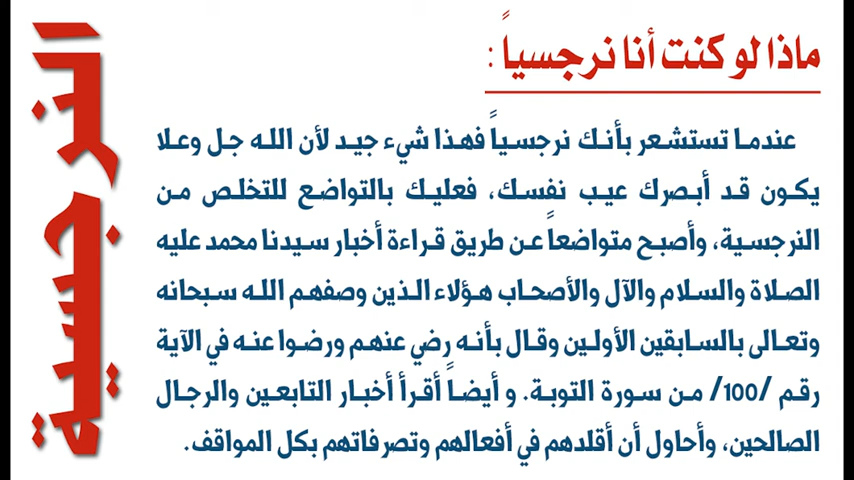 النرجسية
ماذا لو كنت أنا نرجسياً :
عندما تستشعر بأنك نرجسياً فهذا شيء جيد لأن الله جل وعلا
يكون قد أبصرك عيب نفسك، فعليك بالتواضع للتخلص من
النرجسية، وأصبح متواضعاً عن طريق قراءة أخبار سيدنا محمد عليه
الصلاة والسلام والآل والأصحاب هؤلاء الذين وصفهم الله سبحانه
وتعالى بالسابقين الأولين وقال بأنه رضي عنهم ورضوا عنه في الآية
رقم /100/ من سورة التوبة. و أيضاً أقرأ أخبار التابعين والرجال
الصالحين، وأحاول أن أقلدهم في أفعالهم وتصرفاتهم بكل المواقف.